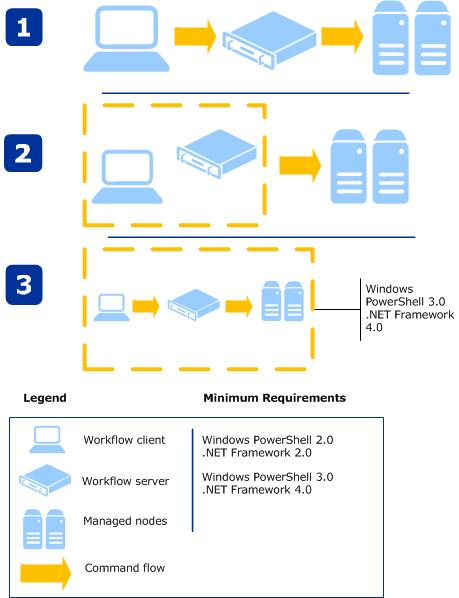 1
2
3
Windows
PowerShell 3.0
.NET Framework
4.0
Legend
Minimum Requirements
Workflow client
Windows PowerShell 2.0
.NET Framework 2.0
Workflow server
Windows PowerShell 3.0
.NET Framework 4.0
Managed nodes
Command flow